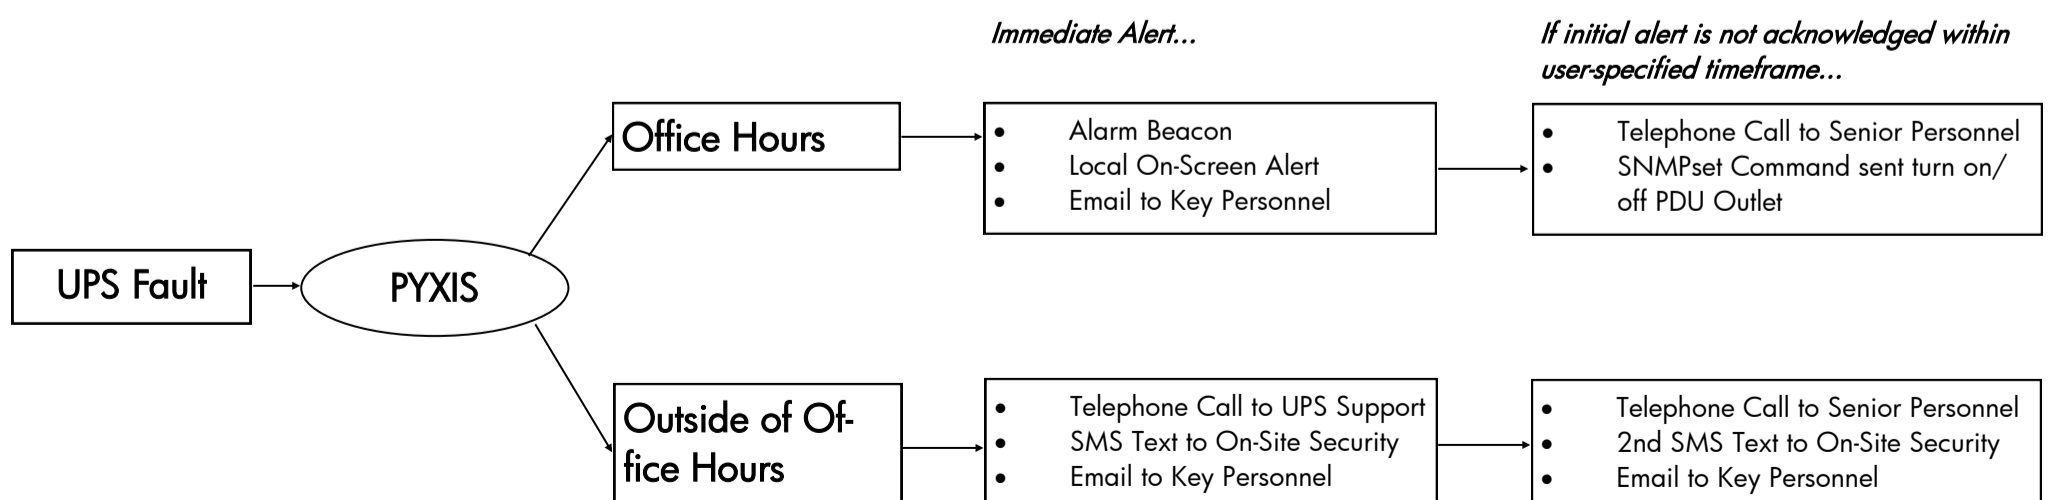 Immediate Alert...
If initial alert is not acknowledged within
user-specified timeframe...
Office Hours
• Alarm Beacon
• Local On-Screen Alert
• Email to Key Personnel
• Telephone Call to Senior Personnel
• SNMPset Command sent turn on/
off PDU Outlet
UPS Fault
PYXIS
Outside of Of-
fice Hours
• Telephone Call to UPS Support
• SMS Text to On-Site Security
• Email to Key Personnel
• Telephone Call to Senior Personnel
• 2nd SMS Text to On-Site Security
• Email to Key Personnel